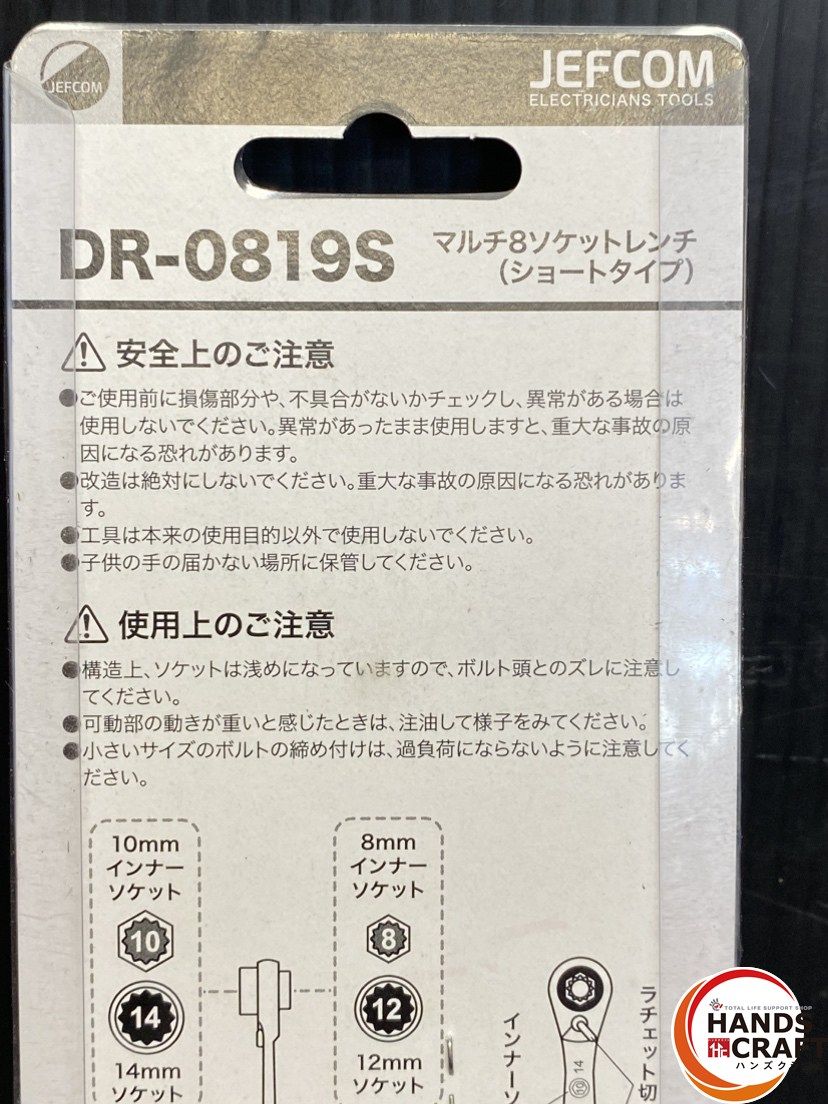 JEFCOM
JEFCOM
ELECTRICIANS TOOLS
DR-0819S
マルチ8ソケットレンチ
(ショートタイプ)
安全上のご注意
●ご使用前に損傷部分や、不具合がないかチェックし、異常がある場合は
使用しないでください。異常があったまま使用しますと、重大な事故の原
因になる恐れがあります。
●改造は絶対にしないでください。重大な事故の原因になる恐れがありま
す。
●工具は本来の使用目的以外で使用しないでください。
●子供の手の届かない場所に保管してください。
使用上のご注意
●構造上、ソケットは浅めになっていますので、ボルト頭とのズレに注意し
てください。
●可動部の動きが重いと感じたときは、注油して様子をみてください。
●小さいサイズのボルトの締め付けは、過負荷にならないように注意してく
ださい。
10mm
インナー
ソケット
10
14
14mm
ソケット
8mm
インナー
ソケット
8
12
12mm
ソケット
インナーソ
14
10
ラチェット切
TOTAL LIFE SUPPORT SHOP
HANDS
CRAFT
ハンズク